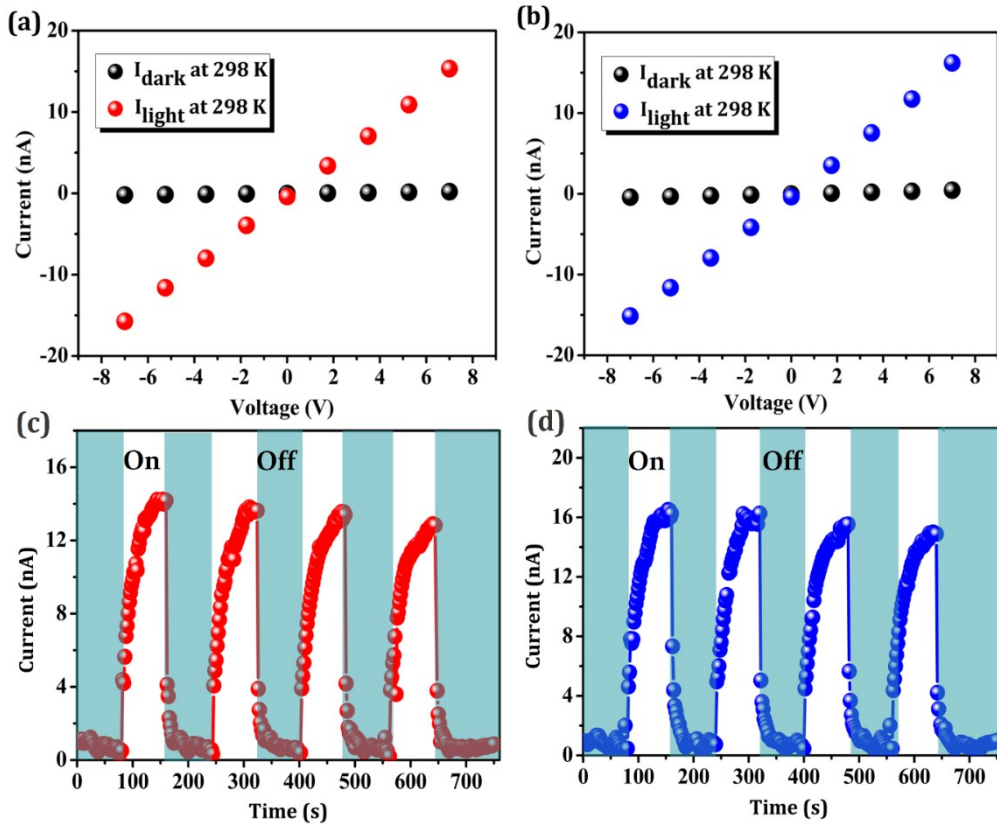 (a)
20
10
0
-10
-20
Current (nA)
I_dark at 298 K
I_light at 298 K
-8 -6 -4 -2 0 2 4 6 8
Voltage (V)
(b)
20
10
0
-10
-20
Current (nA)
I_dark at 298 K
I_light at 298 K
-8 -6 -4 -2 0 2 4 6 8
Voltage (V)
(c)
16
12
8
4
0
Current (nA)
On Off
0 100 200 300 400 500 600 700
Time (s)
(d)
20
16
12
8
4
0
Current (nA)
On Off
0 100 200 300 400 500 600 700
Time (s)